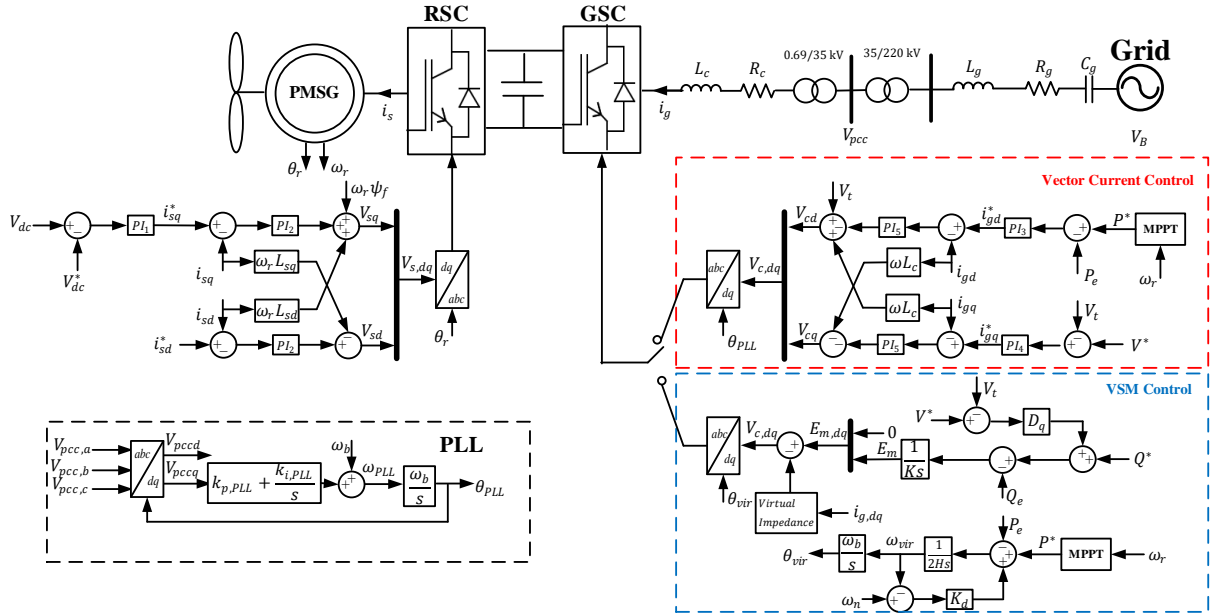 RSC
GSC
Grid
PMSG
i_s
i_g
L_c
R_c
0.69/35 kV
35/220 kV
V_pcc
L_g
R_g
C_g
V_B
θ_r
ω_r
ω_r ψ_f
V_dc
V_dc^*
PI_1
i_sq^*
PI_2
V_sq
i_sq
ω_r L_sq
i_sd
ω_r L_sd
i_sd^*
PI_2
V_sd
V_s,dq
dq
abc
θ_r
Vector Current Control
V_t
V_cd
PI_5
i_gd^*
PI_3
P^*
MPPT
ω_r
P_e
ωL_c
i_gd
ωL_c
i_gq
V_c,dq
abc
dq
θ_PLL
V_cq
PI_5
i_gq^*
PI_4
V_t
V^*
VSM Control
V_t
V^*
D_q
Q^*
Q_e
1
Ks
E_m
0
E_m,dq
V_c,dq
abc
dq
θ_vir
Virtual
Impedance
i_g,dq
P_e
P^*
MPPT
ω_r
1
2Hs
ω_vir
ω_b
s
θ_vir
ω_n
K_d
PLL
V_pcc,a
V_pcc,b
V_pcc,c
abc
dq
V_pccd
V_pccq
k_p,PLL + k_i,PLL
s
ω_b
ω_PLL
ω_b
s
θ_PLL